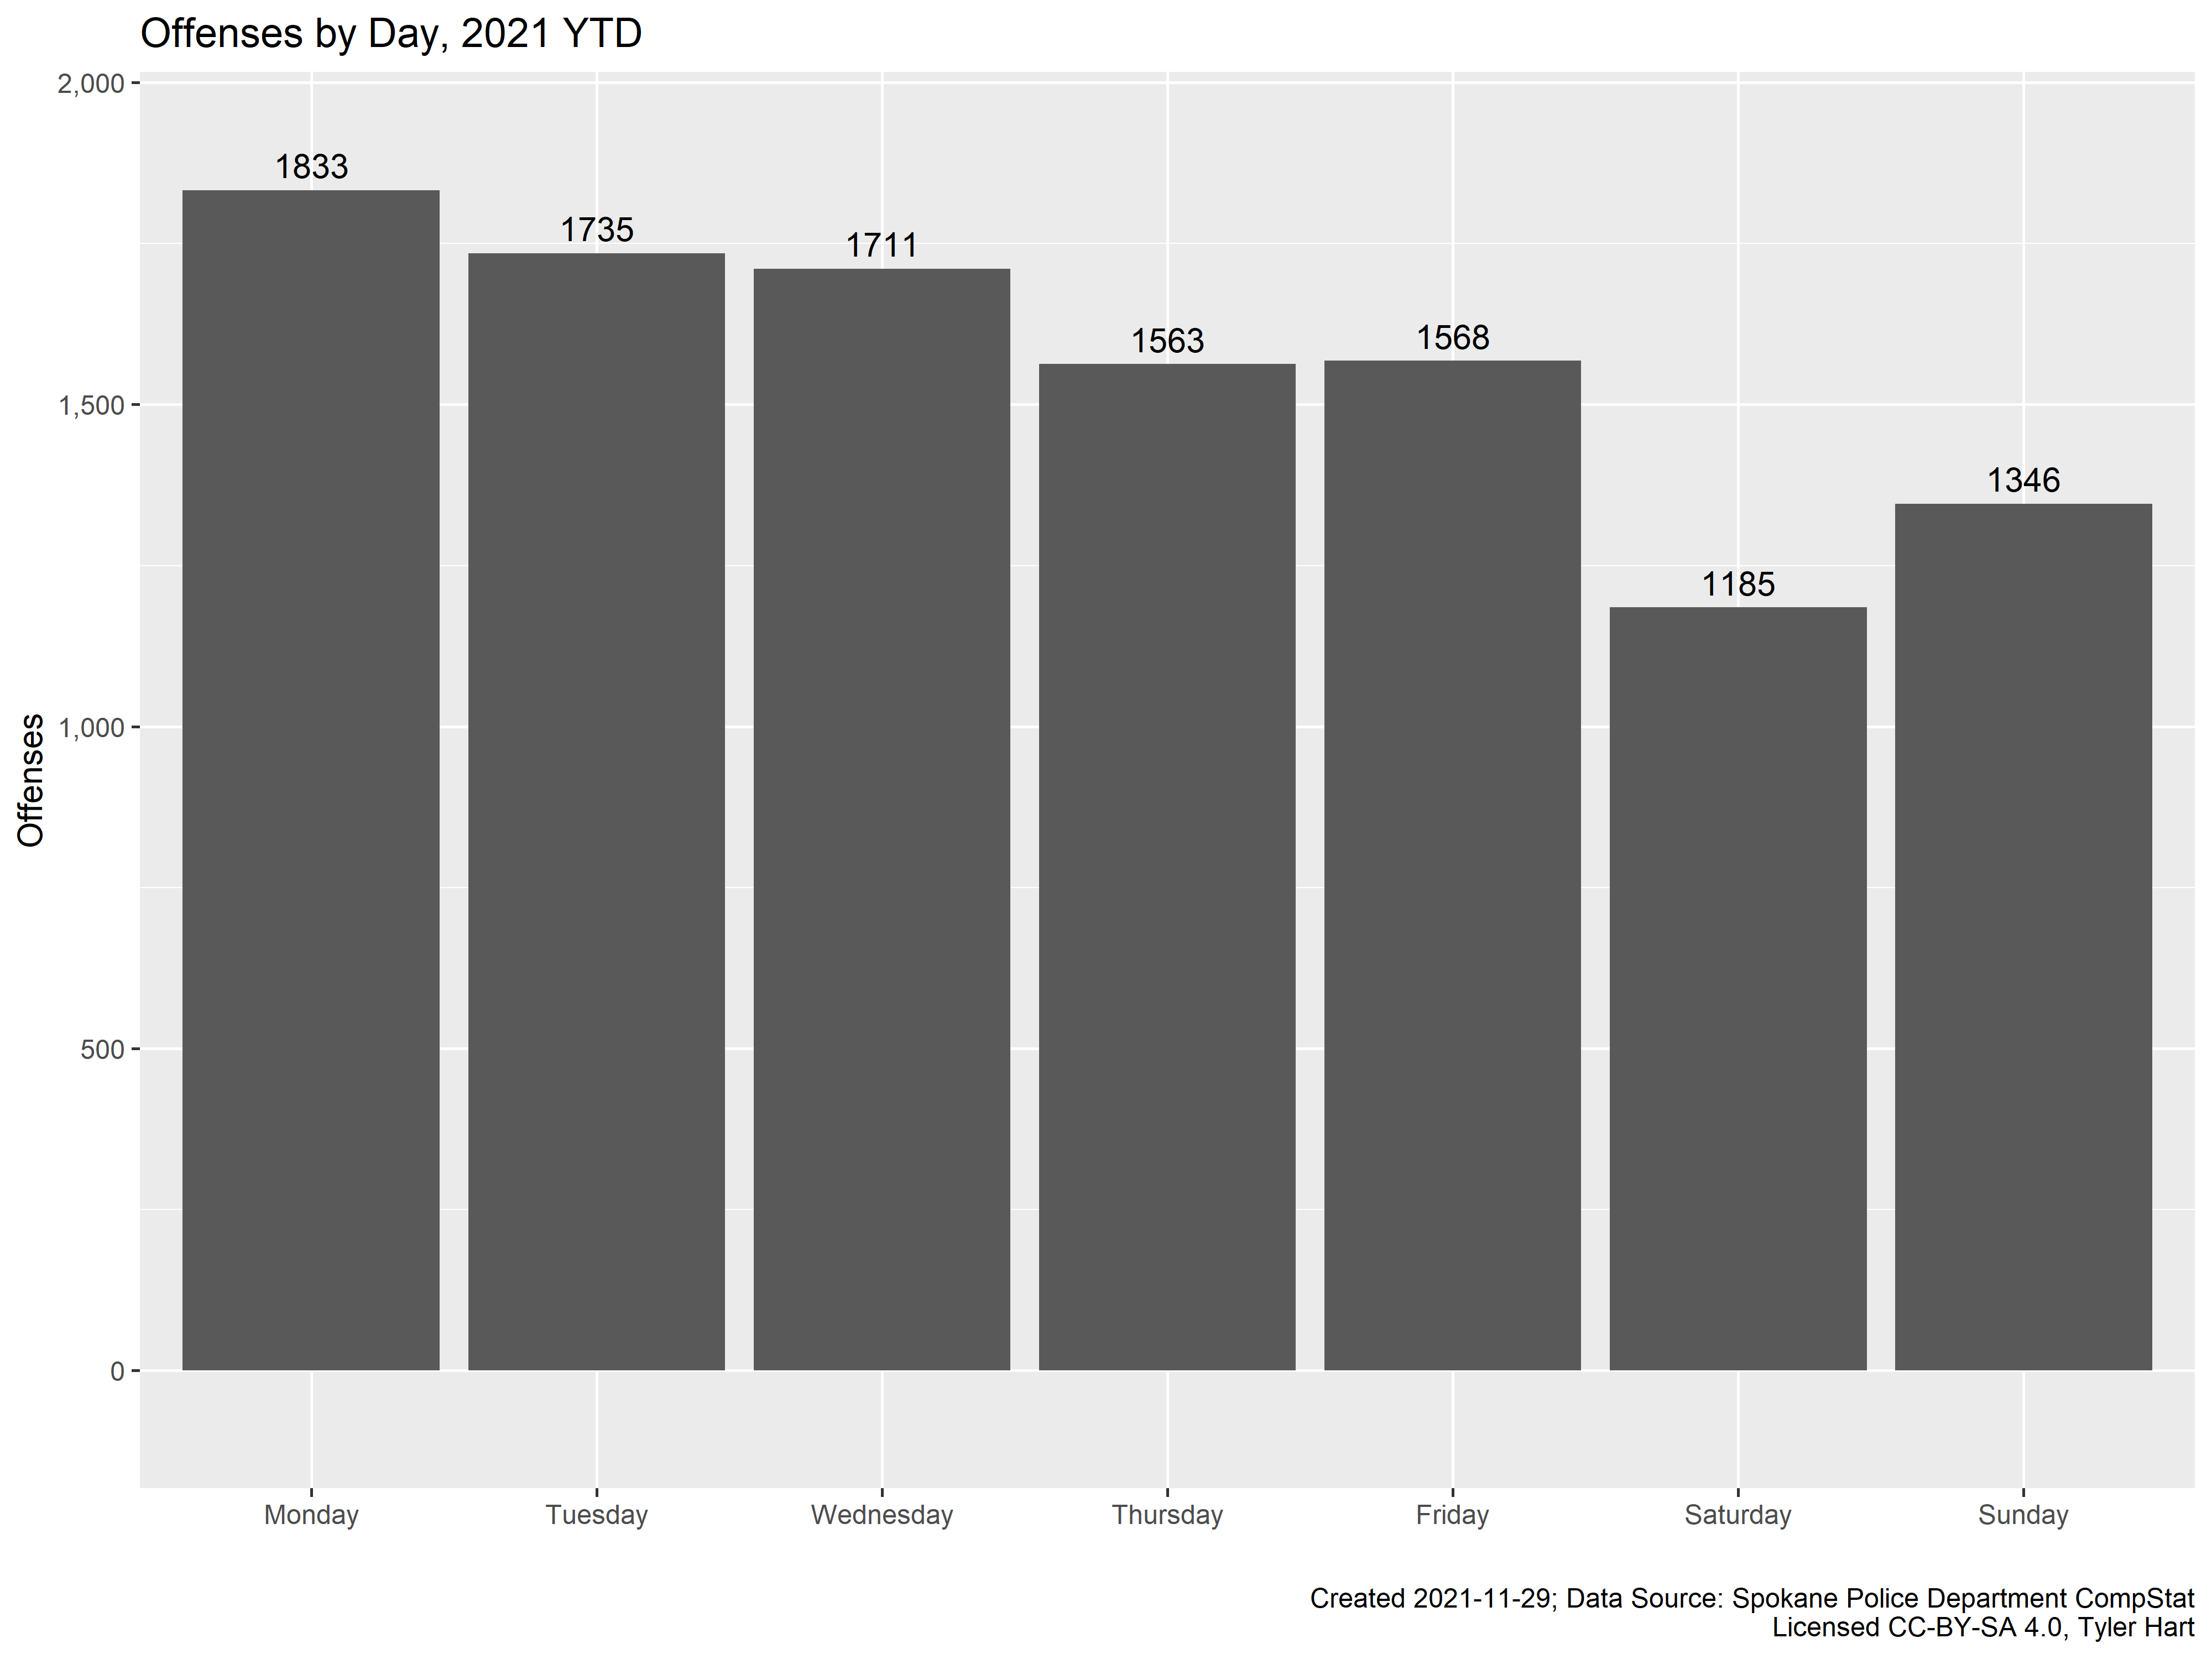 Offenses by Day, 2021 YTD
2,000
1,500
1,000
500
0
Offenses
1833
1735
1711
1563
1568
1185
1346
Monday
Tuesday
Wednesday
Thursday
Friday
Saturday
Sunday
Created 2021-11-29; Data Source: Spokane Police Department CompStat
Licensed CC-BY-SA 4.0, Tyler Hart